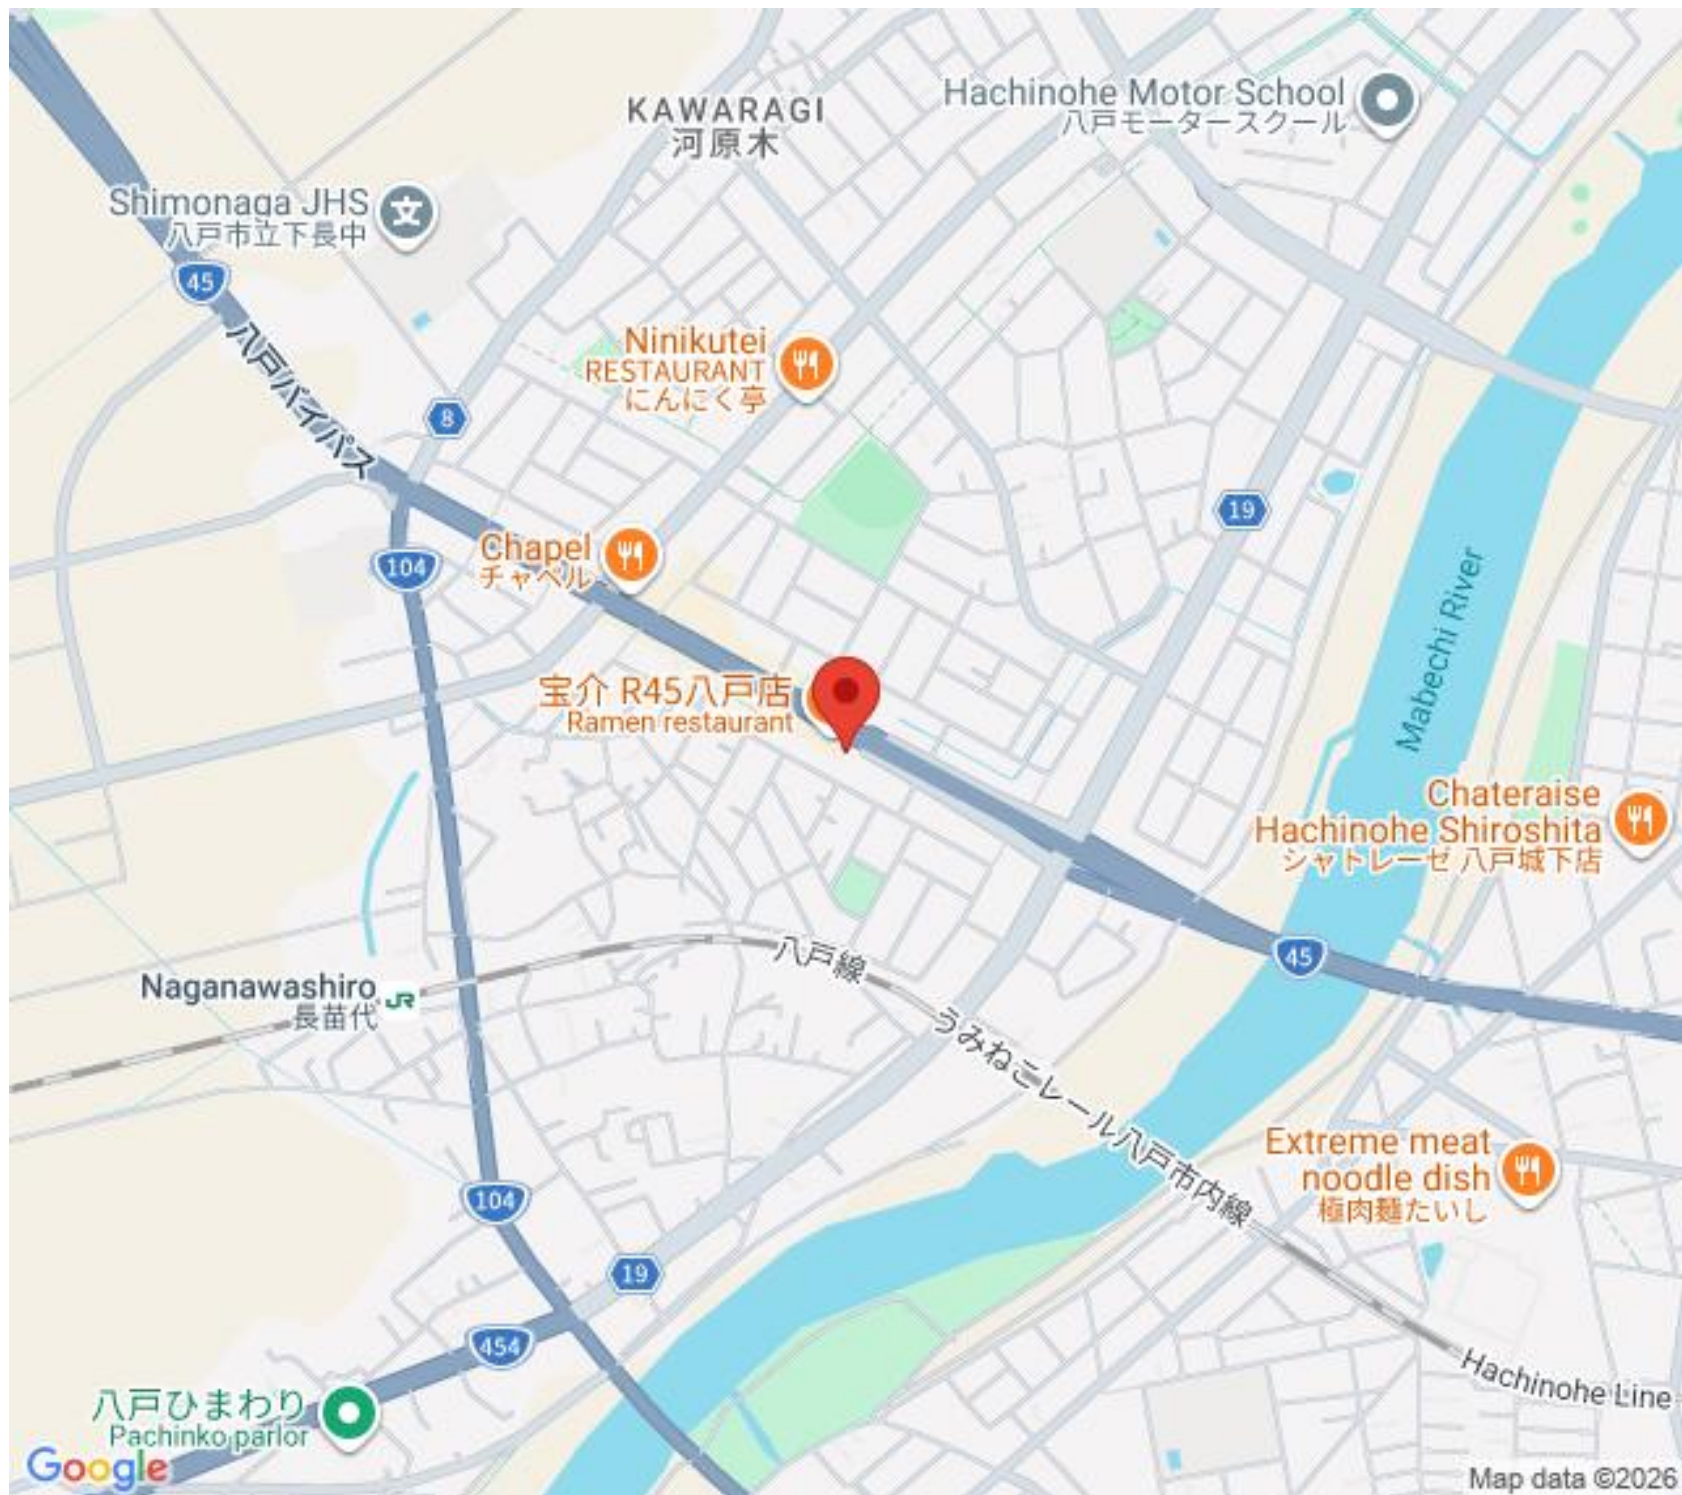 KAWARAGI
河原木
Hachinohe Motor School
八戸モータースクール
Shimonaga JHS
八戸市立下長中
45
八戸バイパス
Ninikutei
RESTAURANT
にんにく亭
8
19
Chapel
チャペル
104
Mabechi River
宝介 R45八戸店
Ramen restaurant
Chateraise
Hachinohe Shiroshita
シャトレーゼ 八戸城下店
八戸線
45
Naganawashiro
長苗代
JR
うみねこレール八戸市内線
Extreme meat
noodle dish
極肉麺たいし
104
19
454
Hachinohe Line
八戸ひまわり
Pachinko parlor
Google
Map data ©2026